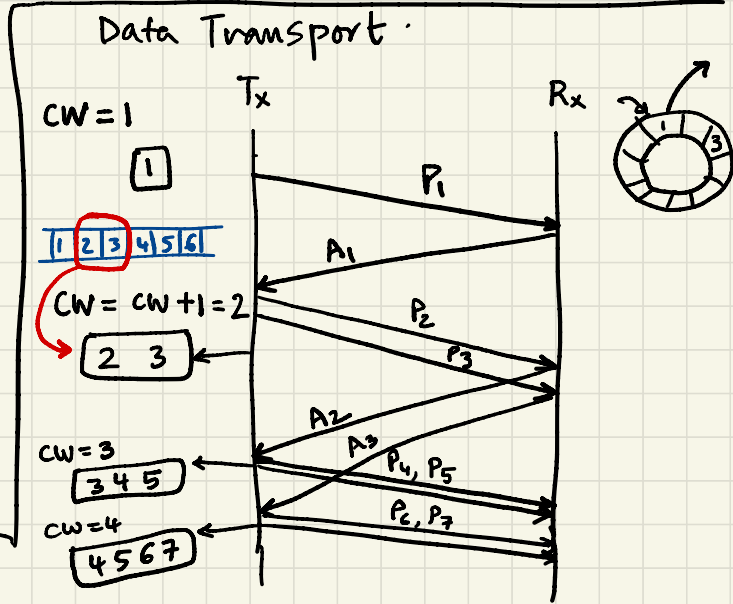 Data Transport.
Tx
Rx
CW = 1
1
1 3
P1
1 2 3 4 5 6
A1
CW = CW + 1 = 2
P2
2 3
P3
A2
A3
CW = 3
P4, P5
3 4 5
P6, P7
CW = 4
4 5 6 7